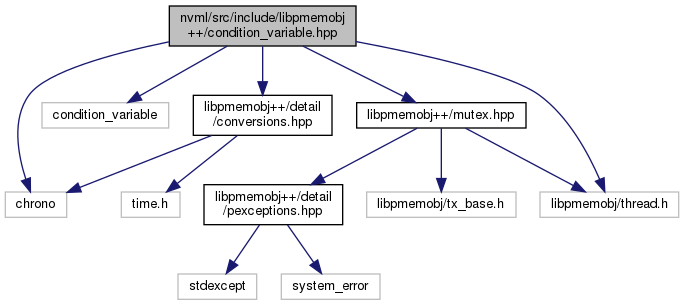 nvml/src/include/libpmemobj
++/condition_variable.hpp
condition_variable
libpmemobj++/detail
/conversions.hpp
libpmemobj++/mutex.hpp
chrono
time.h
libpmemobj++/detail
/pexceptions.hpp
libpmemobj/tx_base.h
libpmemobj/thread.h
stdexcept
system_error